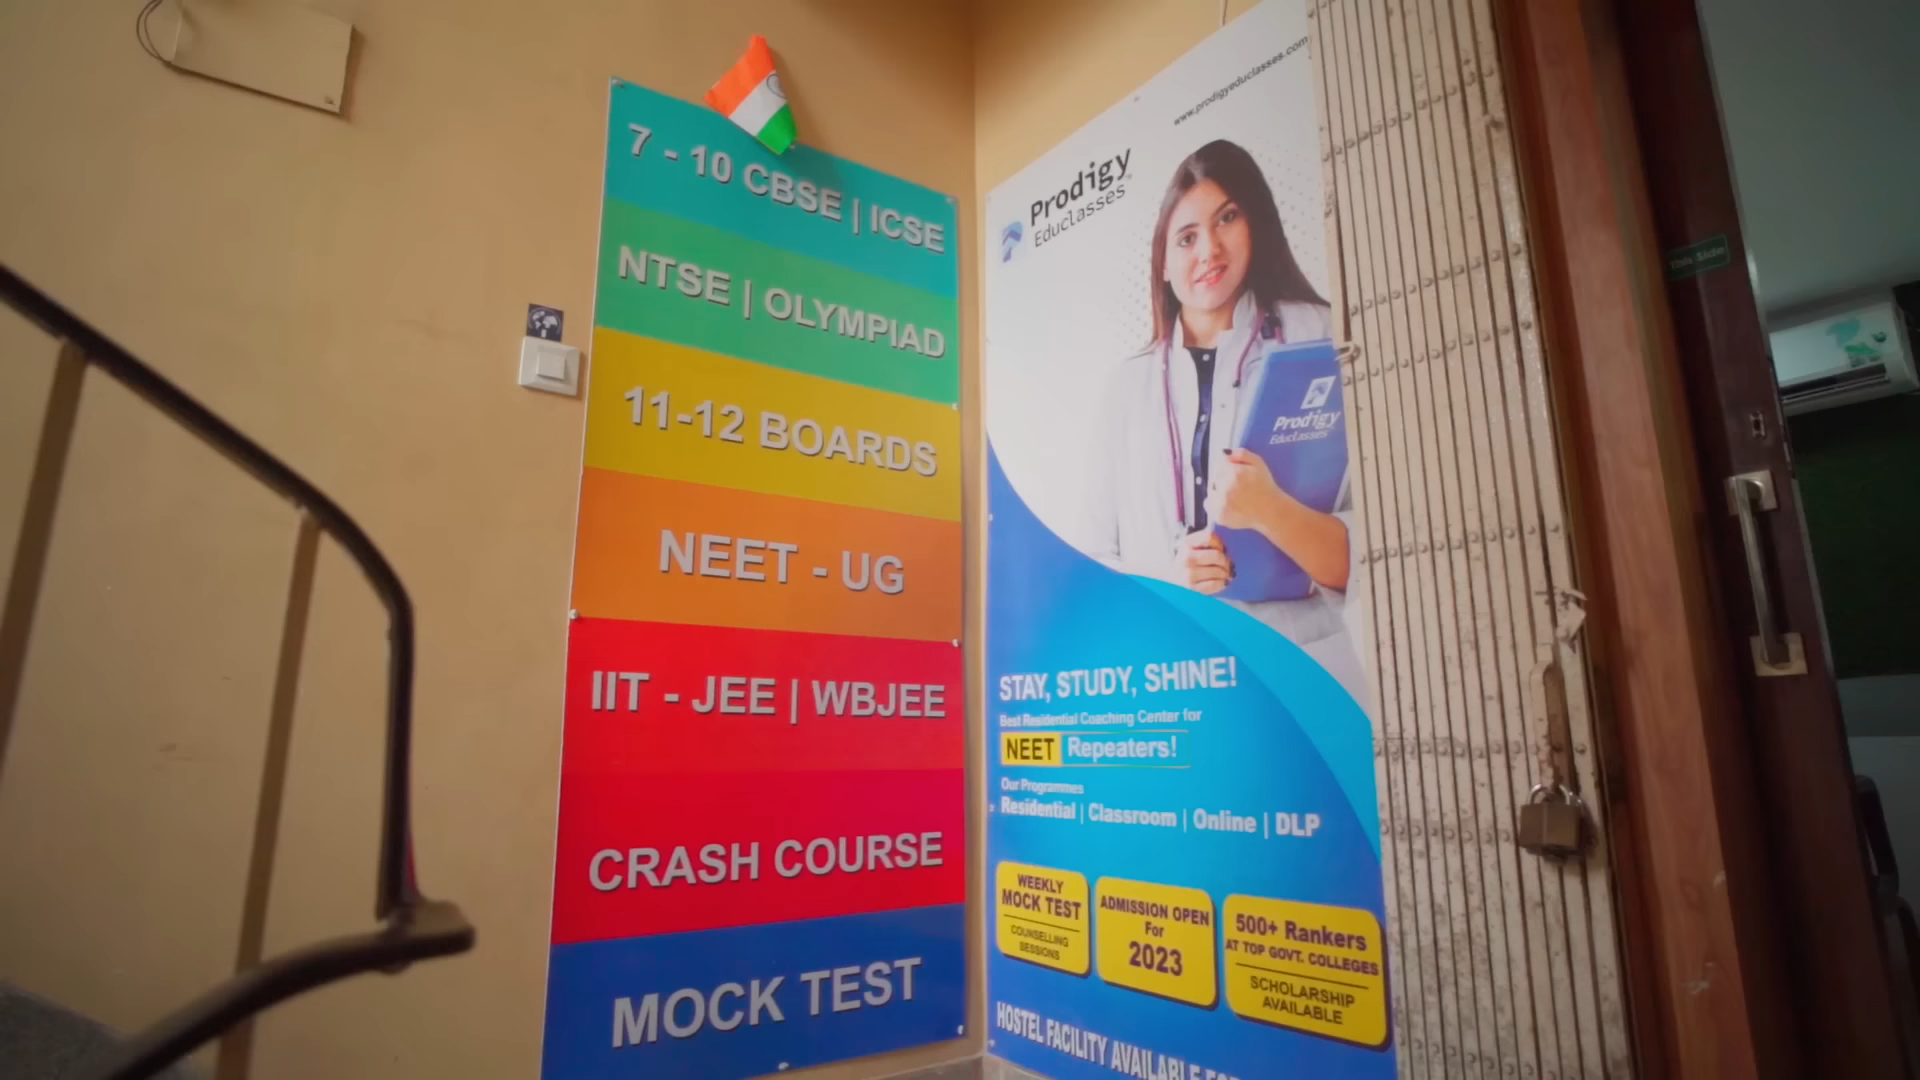 7 - 10 CBSE | ICSE
NTSE | OLYMPIAD
11-12 BOARDS
NEET - UG
IIT - JEE | WBJEE
CRASH COURSE
MOCK TEST
www.prodigyeduclasses.com
Prodigy
Educlasses
Prodigy
Educlasses
STAY, STUDY, SHINE!
Best Residential Coaching Center for
NEET Repeaters!
Our Programmes
Residential | Classroom | Online | DLP
WEEKLY
MOCK TEST
COUNSELLING
SESSIONS
ADMISSION OPEN
For
2023
500+ Rankers
AT TOP GOVT. COLLEGES
SCHOLARSHIP
AVAILABLE
HOSTEL FACILITY AVAILABLE FOR
This Side